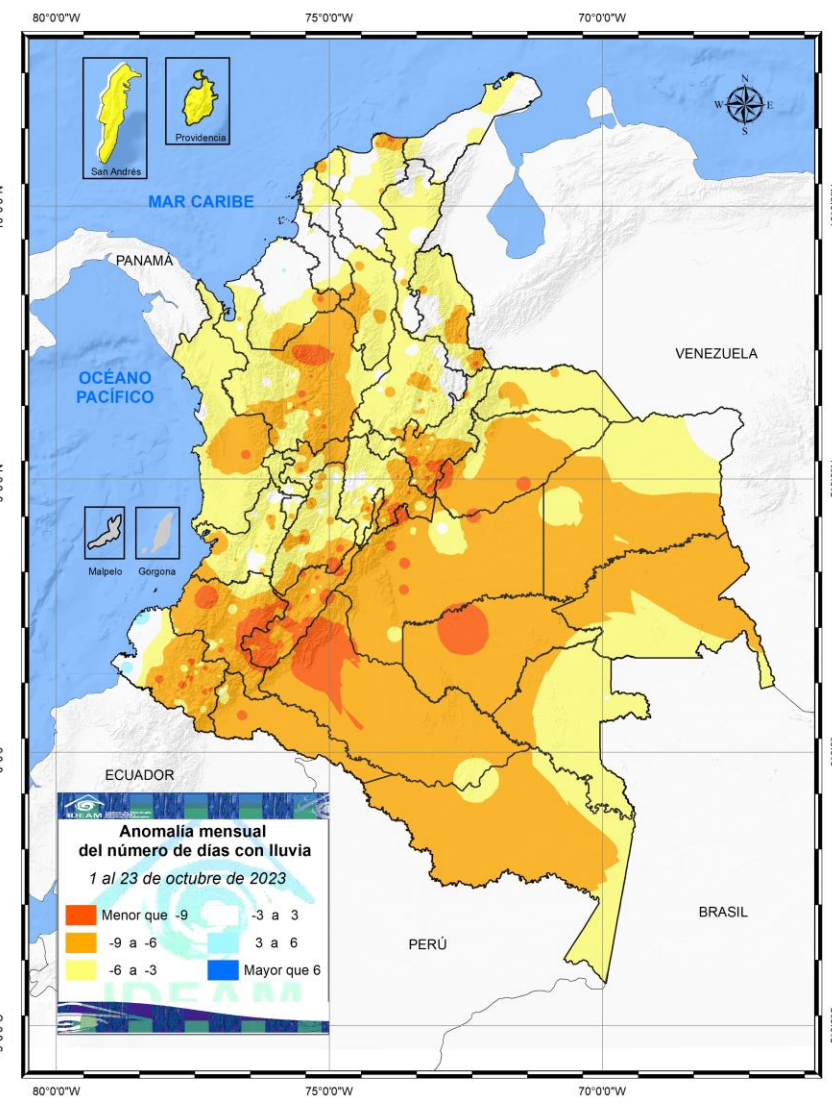 80°0'0"W 75°0'0"W 70°0'0"W
N
W E
S
San Andrés
Providencia
MAR CARIBE
PANAMÁ
VENEZUELA
OCÉANO
PACÍFICO
Malpelo Gorgona
ECUADOR
IDEAM
Anomalía mensual
del número de días con lluvia
1 al 23 de octubre de 2023
Menor que -9 -3 a 3
-9 a -6 3 a 6
-6 a -3 Mayor que 6
IDEAM
PERÚ
BRASIL
80°0'0"W 75°0'0"W 70°0'0"W